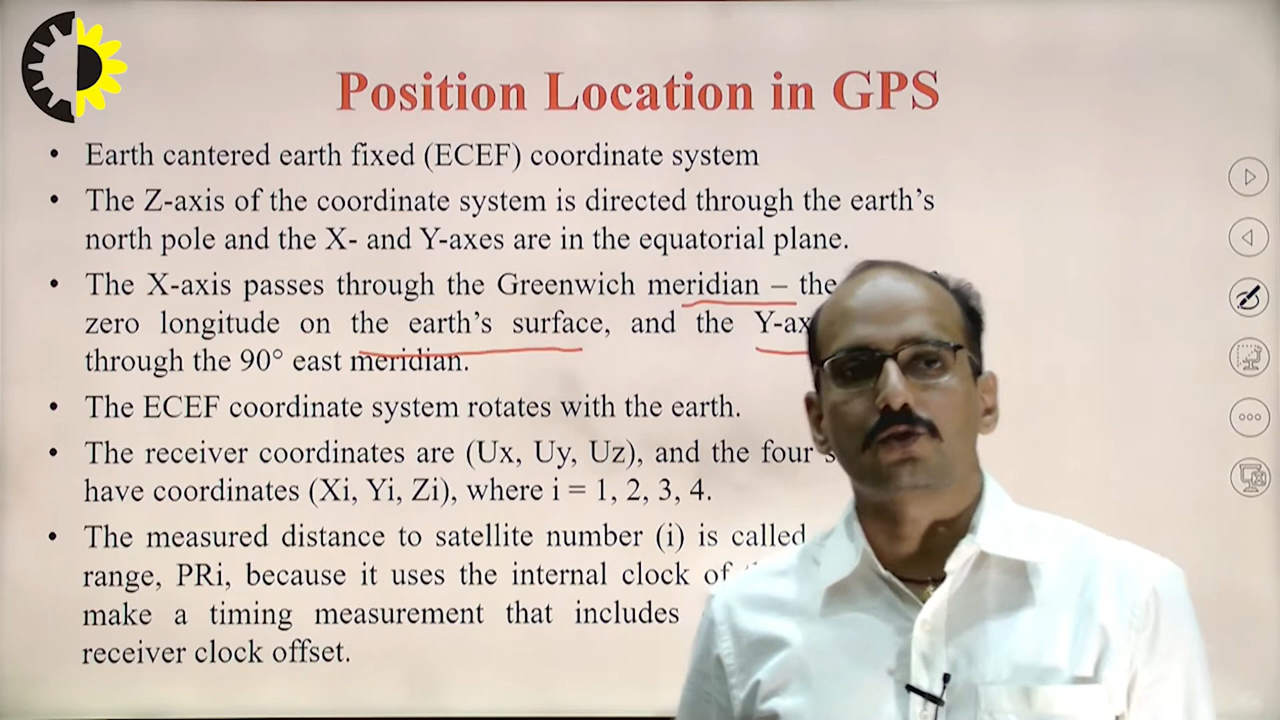 Position Location in GPS
• Earth cantered earth fixed (ECEF) coordinate system
• The Z-axis of the coordinate system is directed through the earth's
north pole and the X- and Y-axes are in the equatorial plane.
• The X-axis passes through the Greenwich meridian – the
zero longitude on the earth's surface, and the
through the 90° east meridian.
• The ECEF coordinate system rotates with the earth.
• The receiver coordinates are (Ux, Uy, Uz), and the four
have coordinates (Xi, Yi, Zi), where i = 1, 2, 3, 4.
• The measured distance to satellite number (i) is called
range, PRi, because it uses the internal clock of
make a timing measurement that includes
receiver clock offset.